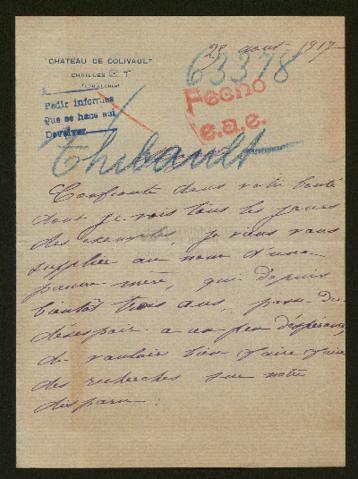 28 août 1917
"CHATEAU DE COLIVAULT"
CHAILLES
63378
Pedir informes
Que se hace aui
Devolver
Fecho
e.a.e.
Thibault
Confiante dans votre bonté
dont je vois tous les jours
des exemples, je viens vous
supplier au nom d'une
pauvre mère, qui depuis
bientôt trois ans, passe du
désespoir a un peu d'espérance,
de vouloir bien faire faire
des recherches sur notre
disparu: